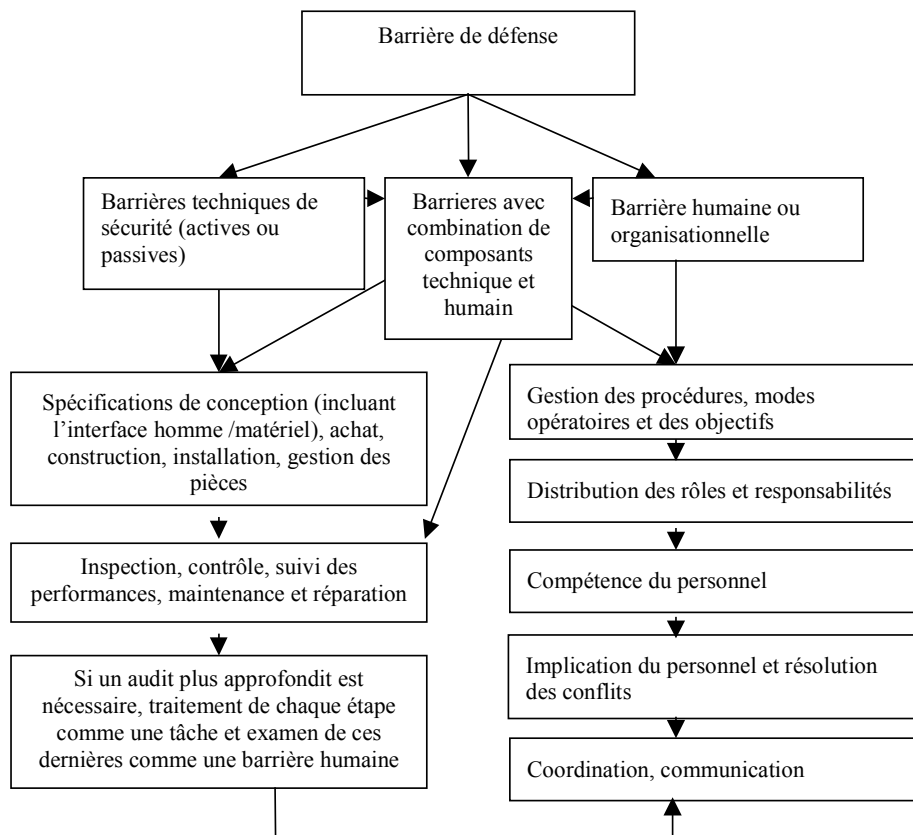 Barrière de défense
Barrières techniques de
sécurité (actives ou
passives)
Barrieres avec
combinaison de
composants
technique et
humain
Barrière humaine ou
organisationnelle
Spécifications de conception (incluant
l’interface homme /matériel), achat,
construction, installation, gestion des
pièces
Inspection, contrôle, suivi des
performances, maintenance et réparation
Si un audit plus approfondit est
nécessaire, traitement de chaque étape
comme une tâche et examen de ces
dernières comme une barrière humaine
Gestion des procédures, modes
opératoires et des objectifs
Distribution des rôles et responsabilités
Compétence du personnel
Implication du personnel et résolution
des conflits
Coordination, communication